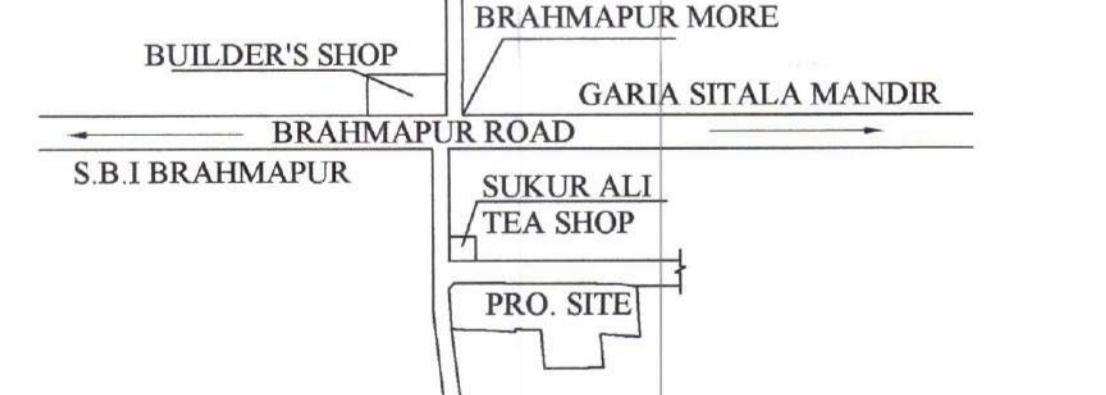 BRAHMAPUR MORE
BUILDER'S SHOP
GARIA SITALA MANDIR
BRAHMAPUR ROAD
S.B.I BRAHMAPUR
SUKUR ALI
TEA SHOP
PRO. SITE